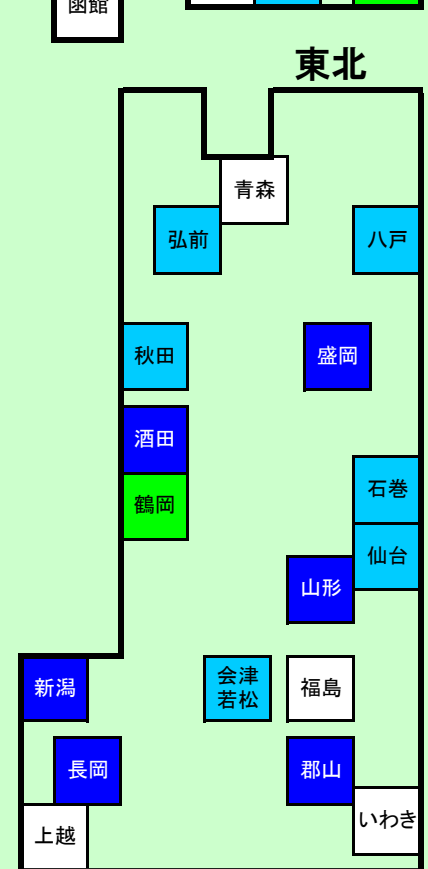 函館
東北
青森
弘前
八戸
秋田
盛岡
酒田
鶴岡
石巻
仙台
山形
新潟
会津
若松
福島
長岡
郡山
いわき
上越